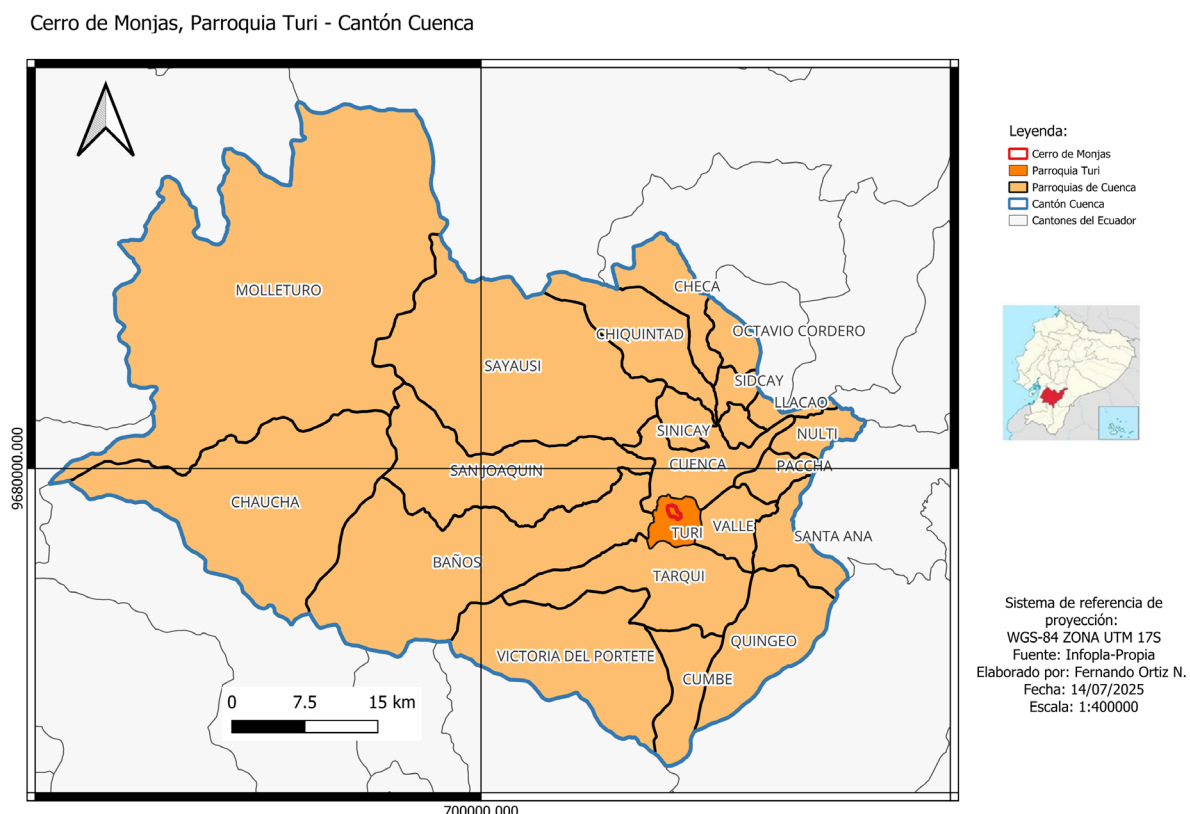 Cerro de Monjas, Parroquia Turi - Cantón Cuenca
Leyenda:
Cerro de Monjas
Parroquia Turi
Parroquias de Cuenca
Cantón Cuenca
Cantones del Ecuador
CHECA
MOLLETURO
OCTAVIO CORDERO
CHIQUINTAD
SAYAUSI
SIDCAY
LLACAO
SINICAY
NULTI
CUENCA
PACCHA
SAN JOAQUIN
9680000.000
CHAUCHA
VALLE
TURI
SANTA ANA
BAÑOS
TARQUI
QUINGEO
VICTORIA DEL PORTETE
CUMBE
0 7.5 15 km
700000.000
Sistema de referencia de
proyección:
WGS-84 ZONA UTM 17S
Fuente: Infopla-Propia
Elaborado por: Fernando Ortiz N.
Fecha: 14/07/2025
Escala: 1:400000